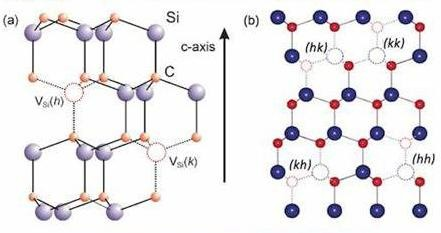 (a)
Si
c-axis
C
V_Si(h)
V_Si(k)
(b)
(hk)
(kk)
(kh)
(hh)